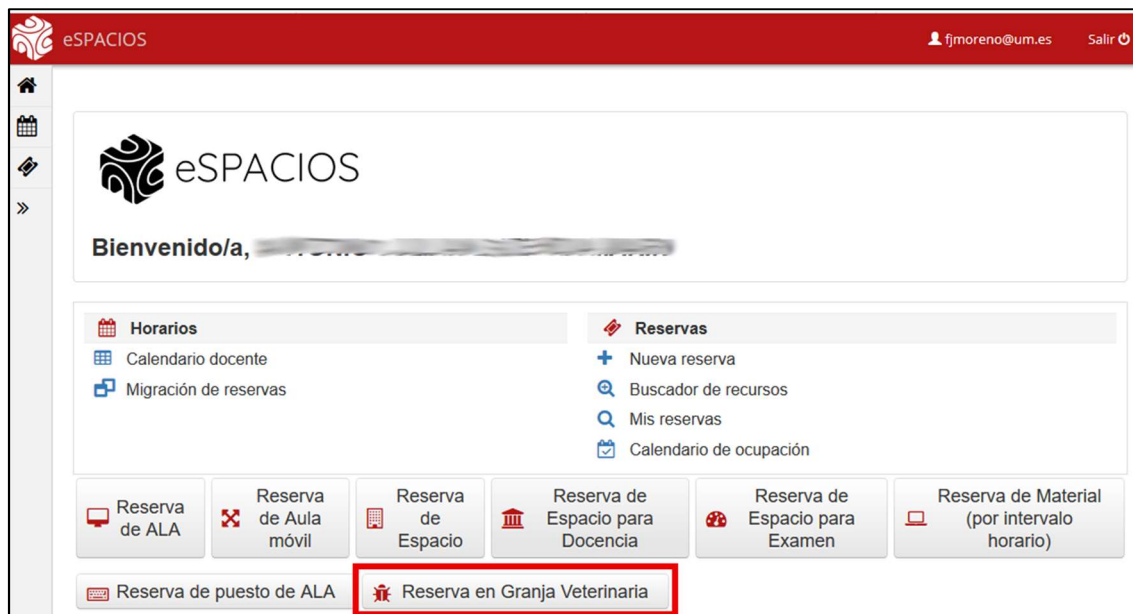 eSPACIOS
fjmoreno@um.es
Salir
eSPACIOS
Bienvenido/a,
Horarios
Calendario docente
Migración de reservas
Reservas
Nueva reserva
Buscador de recursos
Mis reservas
Calendario de ocupación
Reserva
de ALA
Reserva
de Aula
móvil
Reserva
de
Espacio
Reserva de
Espacio para
Docencia
Reserva de
Espacio para
Examen
Reserva de Material
(por intervalo
horario)
Reserva de puesto de ALA
Reserva en Granja Veterinaria